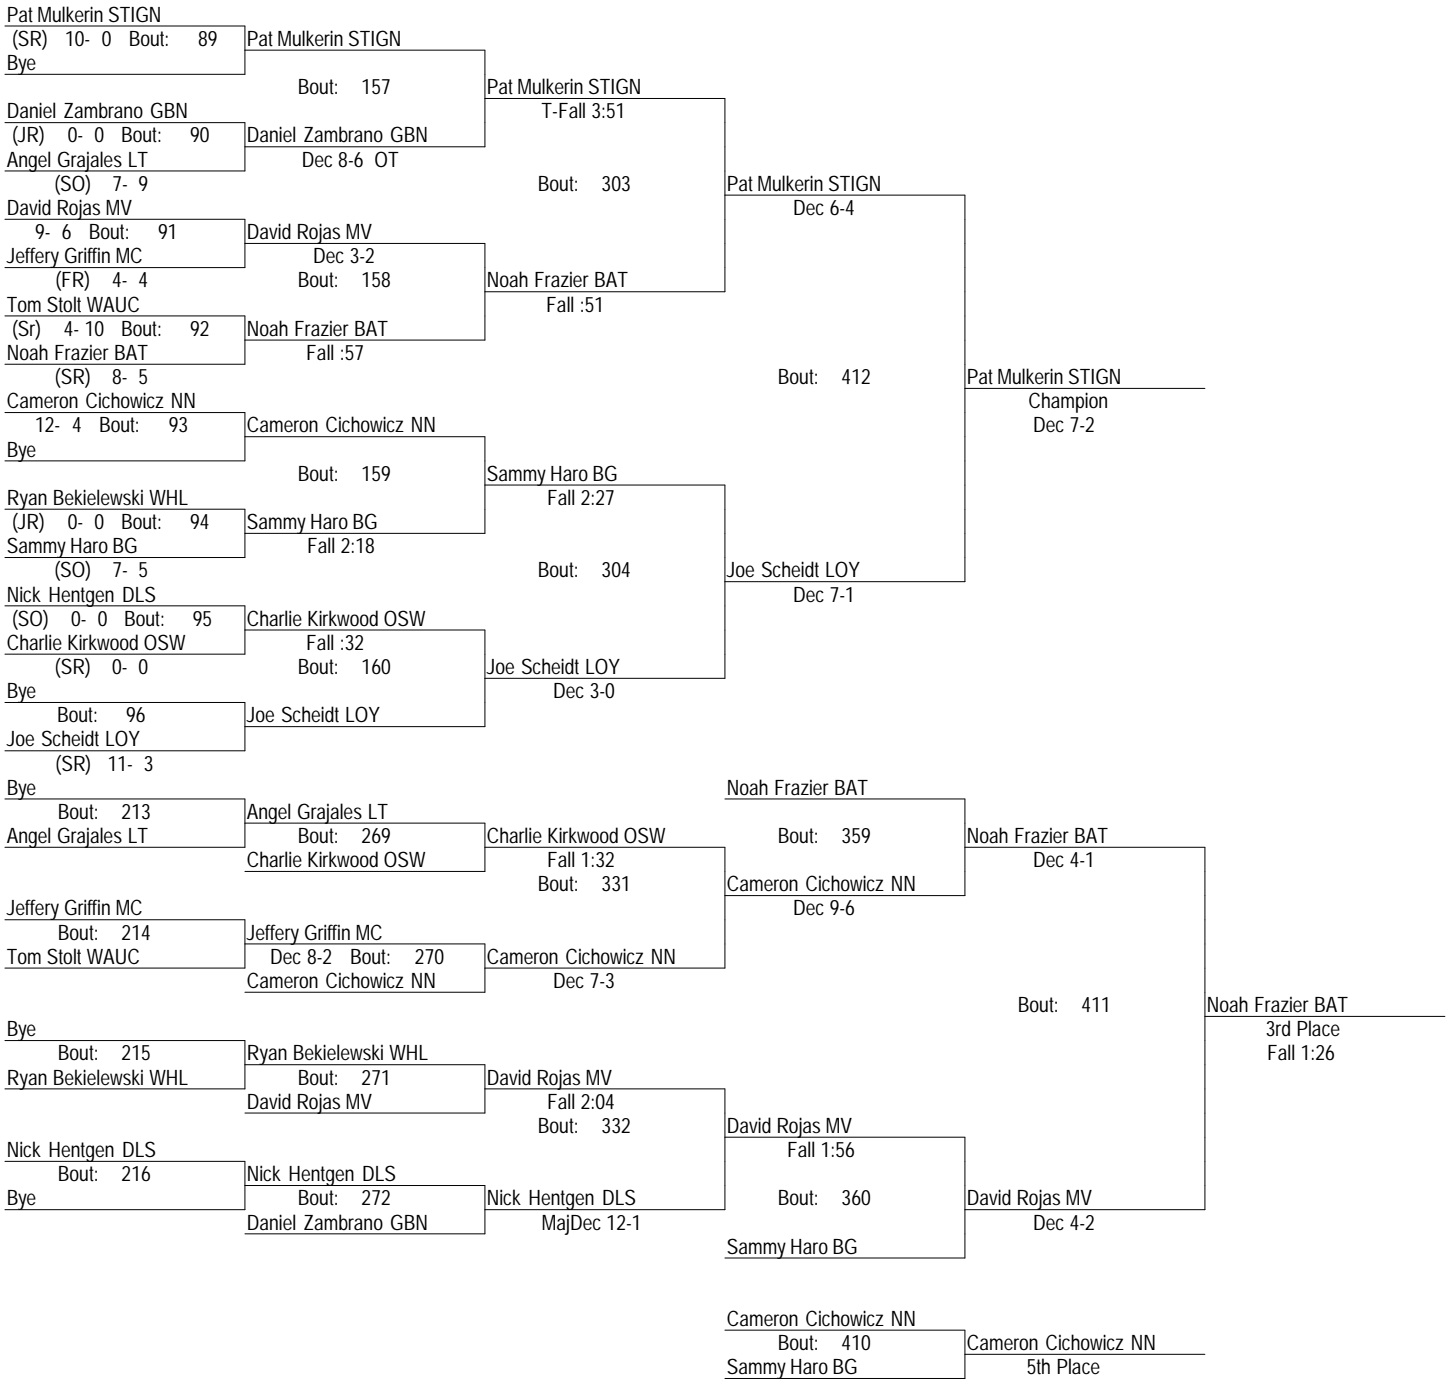 Pat Mulkerin STIGN
(SR) 10- 0 Bout: 89 Pat Mulkerin STIGN
Bye
Bout: 157 Pat Mulkerin STIGN
Daniel Zambrano GBN T-Fall 3:51
(JR) 0- 0 Bout: 90 Daniel Zambrano GBN
Angel Grajales LT Dec 8-6 OT
(SO) 7- 9 Bout: 303 Pat Mulkerin STIGN
David Rojas MV Dec 6-4
9- 6 Bout: 91 David Rojas MV
Jeffery Griffin MC Dec 3-2
(FR) 4- 4 Bout: 158 Noah Frazier BAT
Tom Stolt WAUC Fall :51
(Sr) 4- 10 Bout: 92 Noah Frazier BAT
Noah Frazier BAT Fall :57
(SR) 8- 5 Bout: 412 Pat Mulkerin STIGN
Cameron Cichowicz NN Champion
12- 4 Bout: 93 Cameron Cichowicz NN Dec 7-2
Bye
Bout: 159 Sammy Haro BG
Ryan Bekielewski WHL Fall 2:27
(JR) 0- 0 Bout: 94 Sammy Haro BG
Sammy Haro BG Fall 2:18
(SO) 7- 5 Bout: 304 Joe Scheidt LOY
Nick Hentgen DLS Dec 7-1
(SO) 0- 0 Bout: 95 Charlie Kirkwood OSW
Charlie Kirkwood OSW Fall :32
(SR) 0- 0 Bout: 160 Joe Scheidt LOY
Bye Dec 3-0
Bout: 96 Joe Scheidt LOY
Joe Scheidt LOY
(SR) 11- 3
Bye Noah Frazier BAT
Bout: 213 Angel Grajales LT
Angel Grajales LT Bout: 269 Charlie Kirkwood OSW Bout: 359 Noah Frazier BAT
Charlie Kirkwood OSW Fall 1:32 Dec 4-1
Bout: 331 Cameron Cichowicz NN
Jeffery Griffin MC Dec 9-6
Bout: 214 Jeffery Griffin MC
Tom Stolt WAUC Dec 8-2 Bout: 270 Cameron Cichowicz NN
Cameron Cichowicz NN Dec 7-3
Bout: 411 Noah Frazier BAT
Bye 3rd Place
Bout: 215 Ryan Bekielewski WHL Fall 1:26
Ryan Bekielewski WHL Bout: 271 David Rojas MV
David Rojas MV Fall 2:04
Bout: 332 David Rojas MV
Nick Hentgen DLS Fall 1:56
Bout: 216 Nick Hentgen DLS
Bye Bout: 272 Nick Hentgen DLS Bout: 360 David Rojas MV
Daniel Zambrano GBN MajDec 12-1 Dec 4-2
Sammy Haro BG
Cameron Cichowicz NN
Bout: 410 Cameron Cichowicz NN
Sammy Haro BG 5th Place